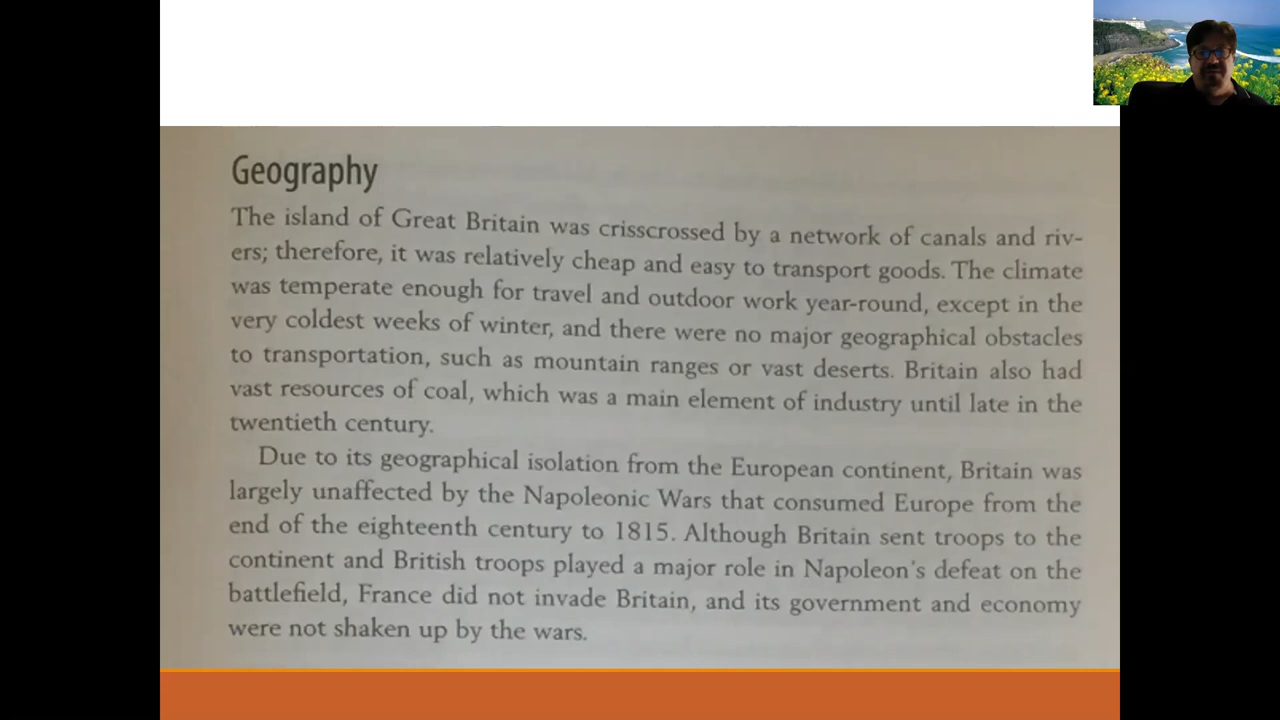 Geography
The island of Great Britain was crisscrossed by a network of canals and riv-
ers; therefore, it was relatively cheap and easy to transport goods. The climate
was temperate enough for travel and outdoor work year-round, except in the
very coldest weeks of winter, and there were no major geographical obstacles
to transportation, such as mountain ranges or vast deserts. Britain also had
vast resources of coal, which was a main element of industry until late in the
twentieth century.
Due to its geographical isolation from the European continent, Britain was
largely unaffected by the Napoleonic Wars that consumed Europe from the
end of the eighteenth century to 1815. Although Britain sent troops to the
continent and British troops played a major role in Napoleon's defeat on the
battlefield, France did not invade Britain, and its government and economy
were not shaken up by the wars.